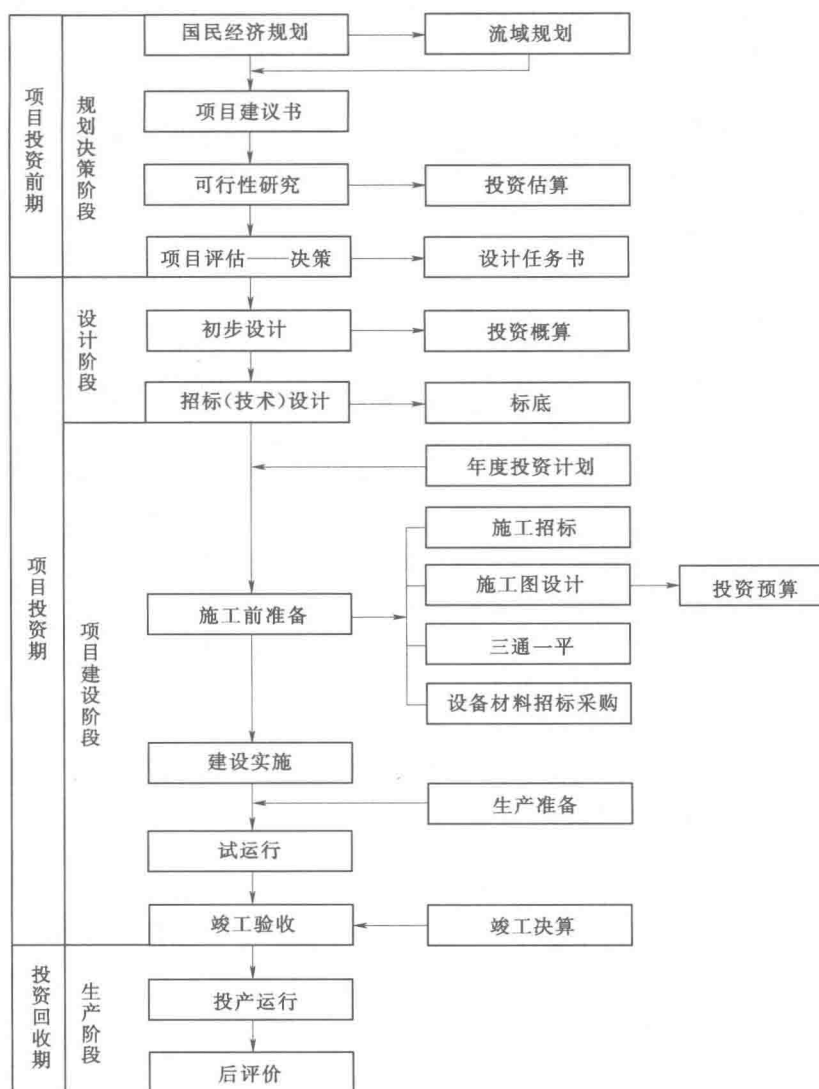 国民经济规划
流域规划
项目投资前期
规划决策阶段
项目建议书
可行性研究
投资估算
项目评估——决策
设计任务书
项目投资期
设计阶段
初步设计
投资概算
招标(技术)设计
标底
项目建设阶段
年度投资计划
施工招标
施工图设计
投资预算
施工前准备
三通一平
设备材料招标采购
建设实施
生产准备
试运行
竣工验收
竣工决算
投资回收期
生产阶段
投产运行
后评价